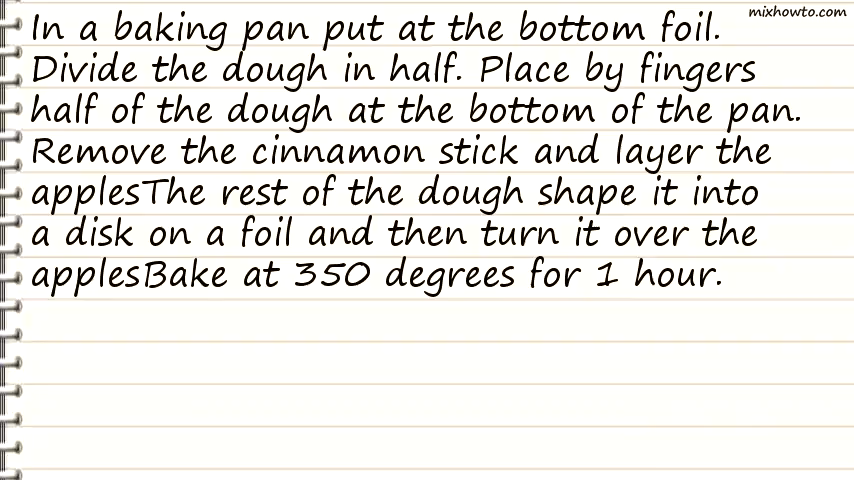 mixhowto.com
In a baking pan put at the bottom foil.
Divide the dough in half. Place by fingers
half of the dough at the bottom of the pan.
Remove the cinnamon stick and layer the
applesThe rest of the dough shape it into
a disk on a foil and then turn it over the
applesBake at 350 degrees for 1 hour.